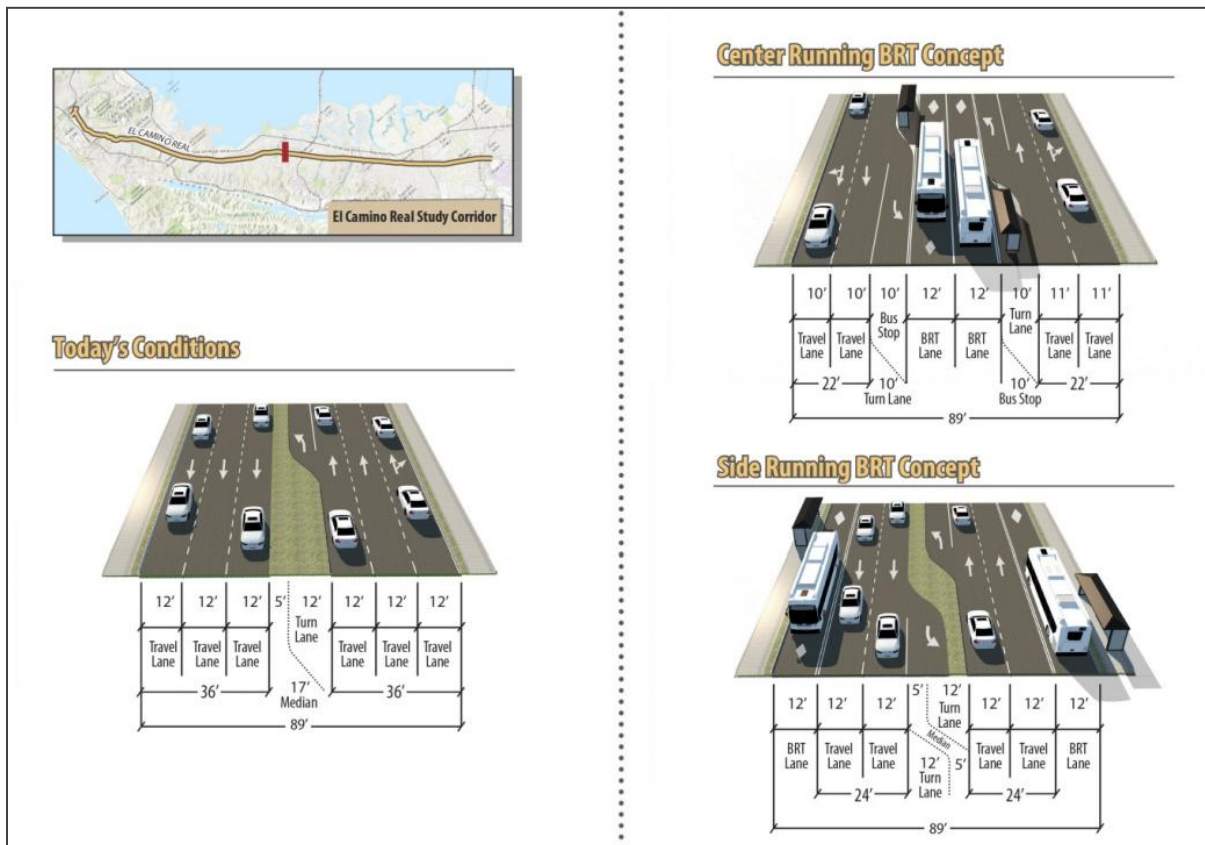 EL CAMINO REAL
El Camino Real Study Corridor
Today's Conditions
12' 12' 12' 5' 12' 12' 12' 12'
Turn
Lane
Travel Travel Travel Travel Travel Travel
Lane Lane Lane Lane Lane Lane
36' 17' 36'
Median
89'
Center Running BRT Concept
10' 10' 10' 12' 12' 10' 11' 11'
Bus Turn
Stop Lane
Travel Travel BRT BRT Travel Travel
Lane Lane Lane Lane Lane Lane
22' 10' 10' 22'
Turn Lane Bus Stop
89'
Side Running BRT Concept
12' 12' 12' 5' 12' 12' 12' 12'
Turn
Lane
Median
BRT Travel Travel 12' 5' Travel Travel BRT
Lane Lane Lane Turn Lane Lane Lane
Lane
24' 24'
89'